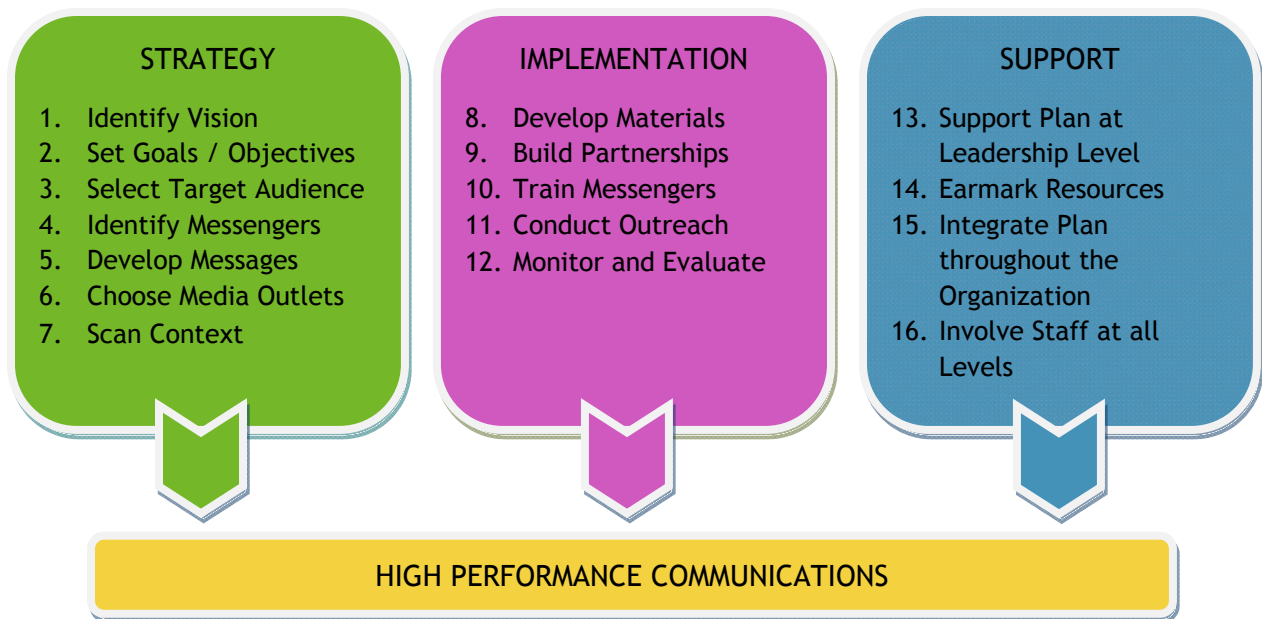 STRATEGY
1. Identify Vision
2. Set Goals / Objectives
3. Select Target Audience
4. Identify Messengers
5. Develop Messages
6. Choose Media Outlets
7. Scan Context
IMPLEMENTATION
8. Develop Materials
9. Build Partnerships
10. Train Messengers
11. Conduct Outreach
12. Monitor and Evaluate
SUPPORT
13. Support Plan at
Leadership Level
14. Earmark Resources
15. Integrate Plan
throughout the
Organization
16. Involve Staff at all
Levels
HIGH PERFORMANCE COMMUNICATIONS